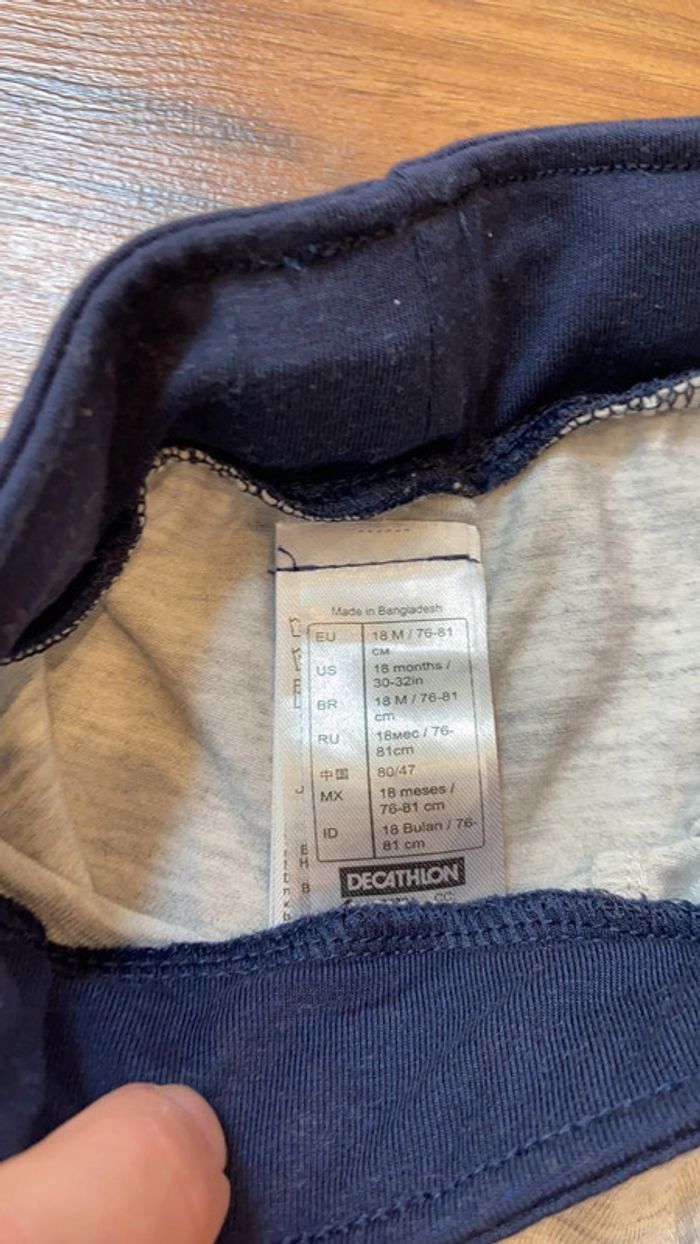 Made in Bangladesh
EU 18 M / 76-81
см
US 18 months /
30-32in
BR 18 M / 76-81
cm
RU 18мес / 76-
81cm
中国 80/47
MX 18 meses /
76-81 cm
ID 18 Bulan / 76-
81 cm
DECATHLON